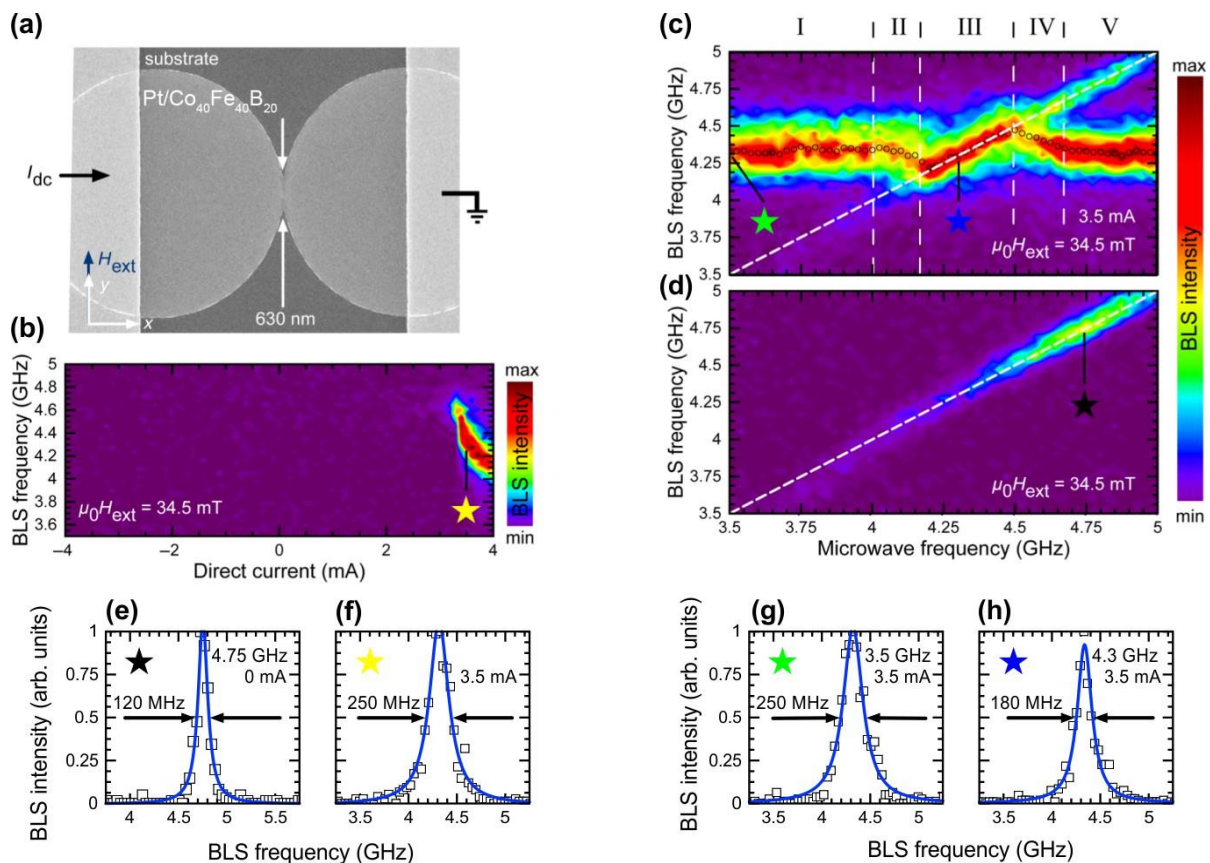 (a)
substrate
Pt/Co40Fe40B20
Idc
Hext
y
x
630 nm
(b)
BLS frequency (GHz)
5
4.8
4.6
4.4
4.2
4
3.8
3.6
μ0Hext = 34.5 mT
–4
–2
0
2
4
Direct current (mA)
max
BLS intensity
min
(c)
I
II
III
IV
V
BLS frequency (GHz)
5
4.75
4.5
4.25
4
3.75
3.5
3.5 mA
μ0Hext = 34.5 mT
(d)
BLS frequency (GHz)
5
4.75
4.5
4.25
4
3.75
3.5
μ0Hext = 34.5 mT
3.5
3.75
4
4.25
4.5
4.75
5
Microwave frequency (GHz)
max
BLS intensity
min
(e)
BLS intensity (arb. units)
1
0.75
0.5
0.25
0
4.75 GHz
0 mA
120 MHz
4
4.5
5
5.5
(f)
3.5 mA
250 MHz
3.5
4
4.5
5
BLS frequency (GHz)
(g)
BLS intensity (arb. units)
1
0.75
0.5
0.25
0
3.5 GHz
3.5 mA
250 MHz
3.5
4
4.5
5
(h)
4.3 GHz
3.5 mA
180 MHz
3.5
4
4.5
5
BLS frequency (GHz)